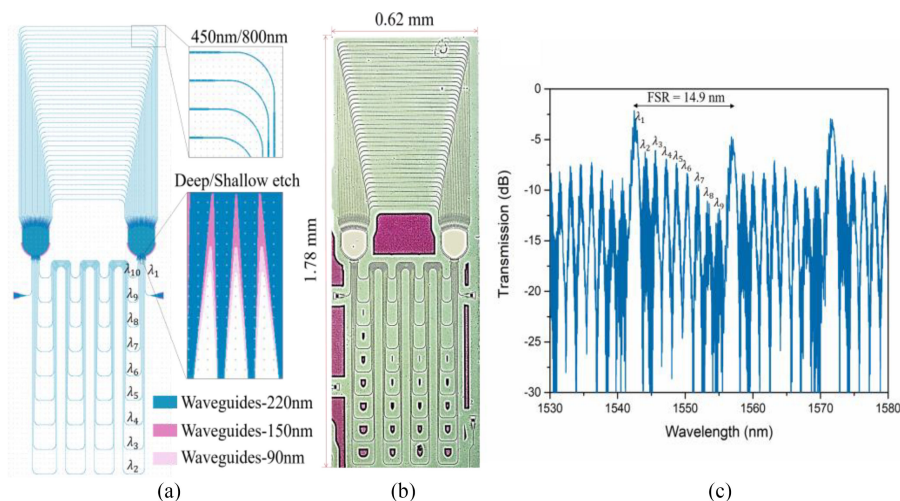 450nm/800nm
Deep/Shallow etch
λ10 λ1
λ9
λ8
λ7
λ6
λ5
λ4
λ3
λ2
Waveguides-220nm
Waveguides-150nm
Waveguides-90nm
(a)
0.62 mm
1.78 mm
(b)
Transmission (dB)
0
-5
-10
-15
-20
-25
-30
FSR = 14.9 nm
λ1
λ2 λ3 λ4 λ5 λ6 λ7 λ8 λ9
1530 1540 1550 1560 1570 1580
Wavelength (nm)
(c)